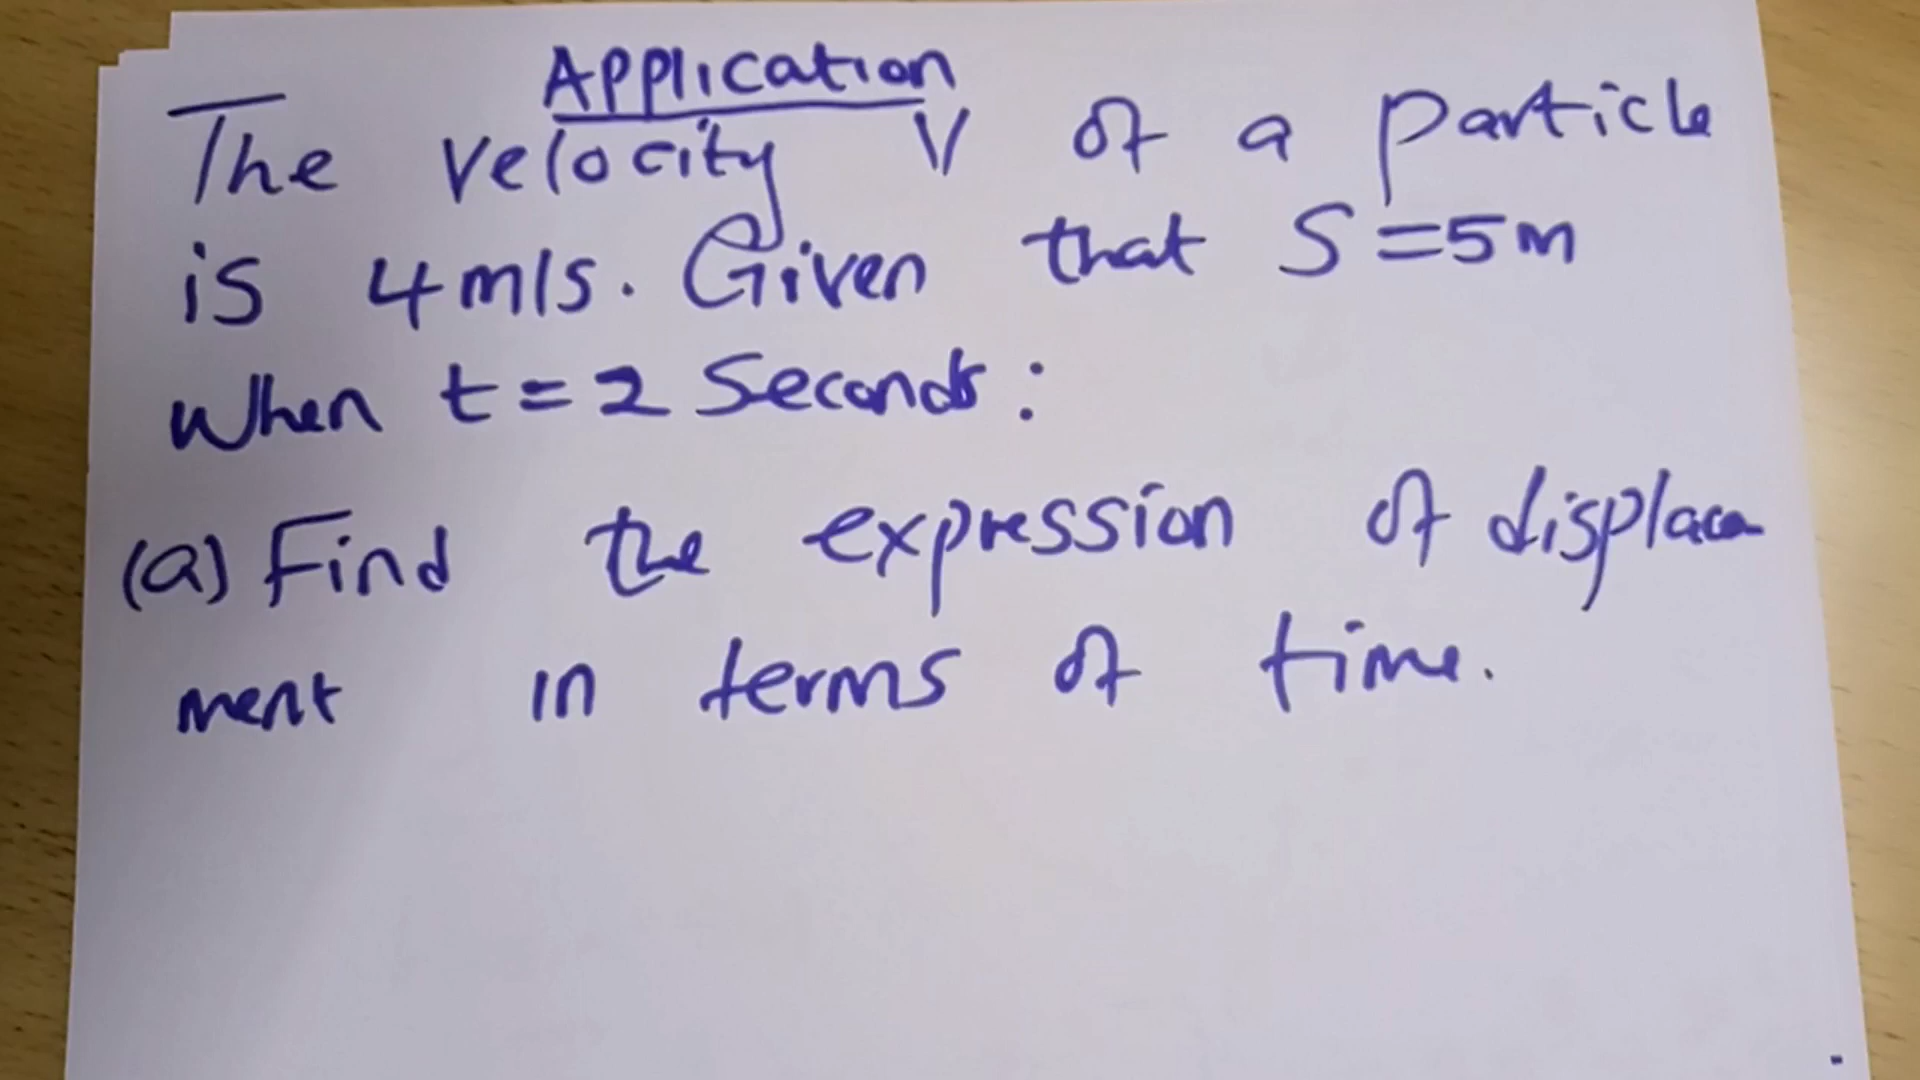 Application
The velocity V of a particle
is 4m/s. Given that S=5m
When t=2 Seconds:
(a) Find the expression of displace
ment in terms of time.